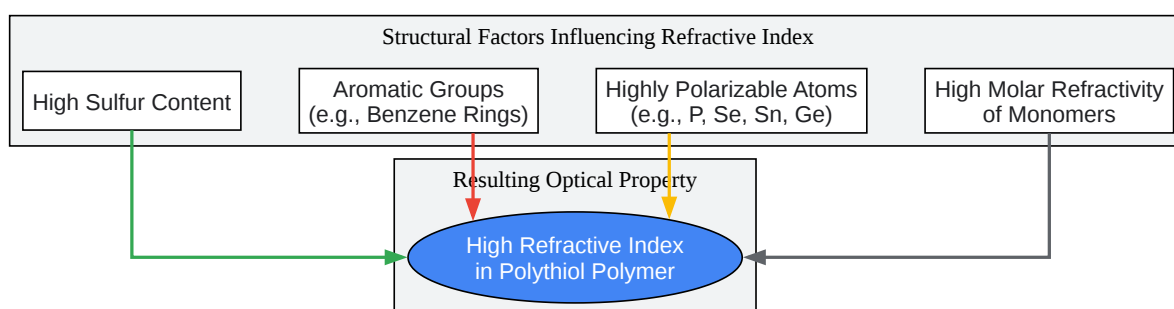 Structural Factors Influencing Refractive Index
High Sulfur Content
Aromatic Groups
(e.g., Benzene Rings)
Highly Polarizable Atoms
(e.g., P, Se, Sn, Ge)
High Molar Refractivity
of Monomers
Resulting Optical Property
High Refractive Index
in Polythiol Polymer